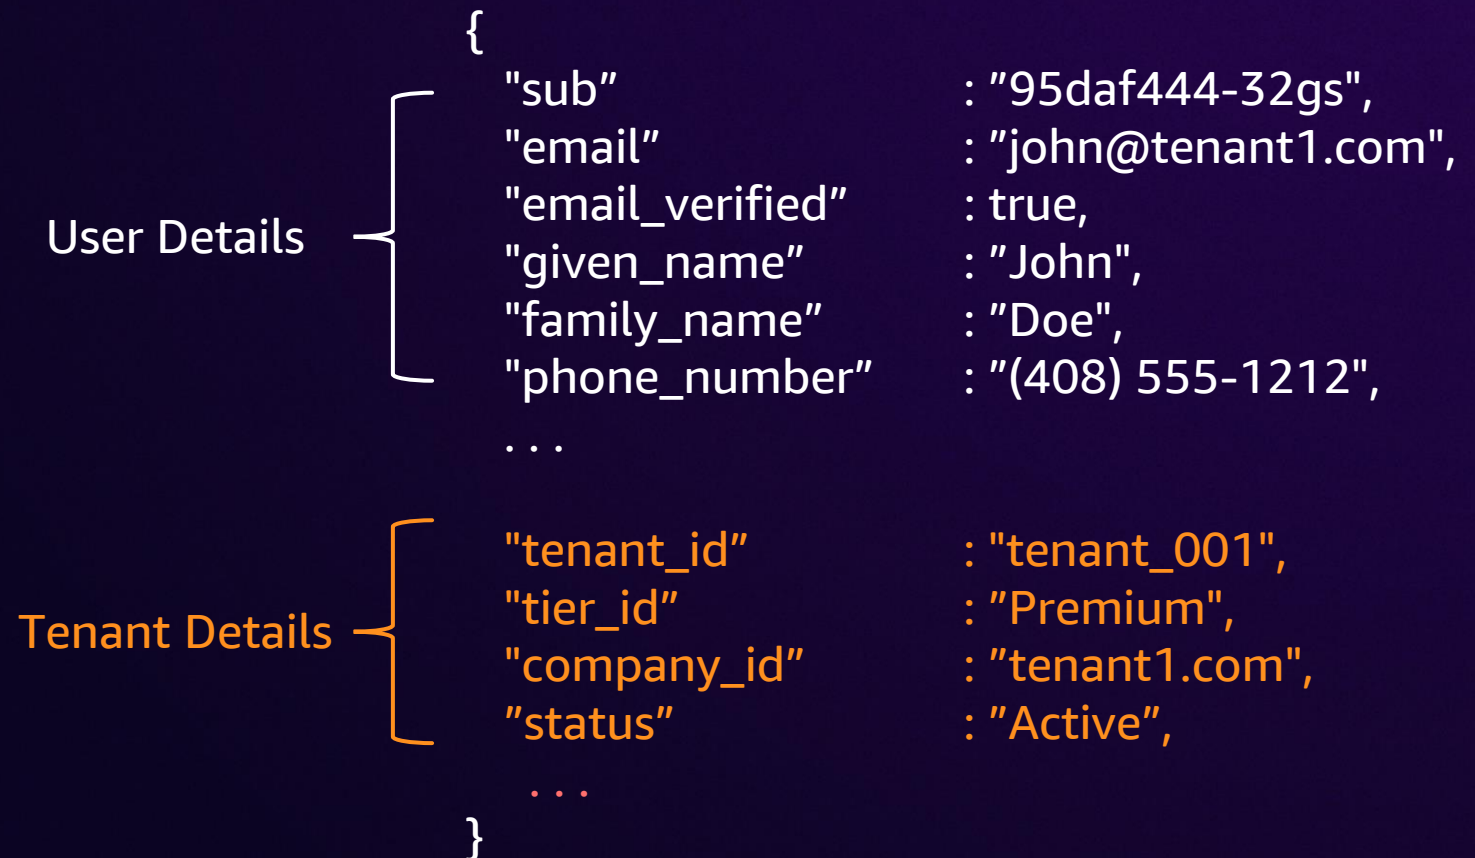 {
"sub” : ”95daf444-32gs",
"email” : ”john@tenant1.com",
"email_verified” : true,
User Details
"given_name” : ”John",
"family_name” : ”Doe",
"phone_number” : ”(408) 555-1212",
. . .
"tenant_id” : "tenant_001",
"tier_id” : ”Premium",
Tenant Details
"company_id” : ”tenant1.com",
”status” : ”Active”,
. . .
}